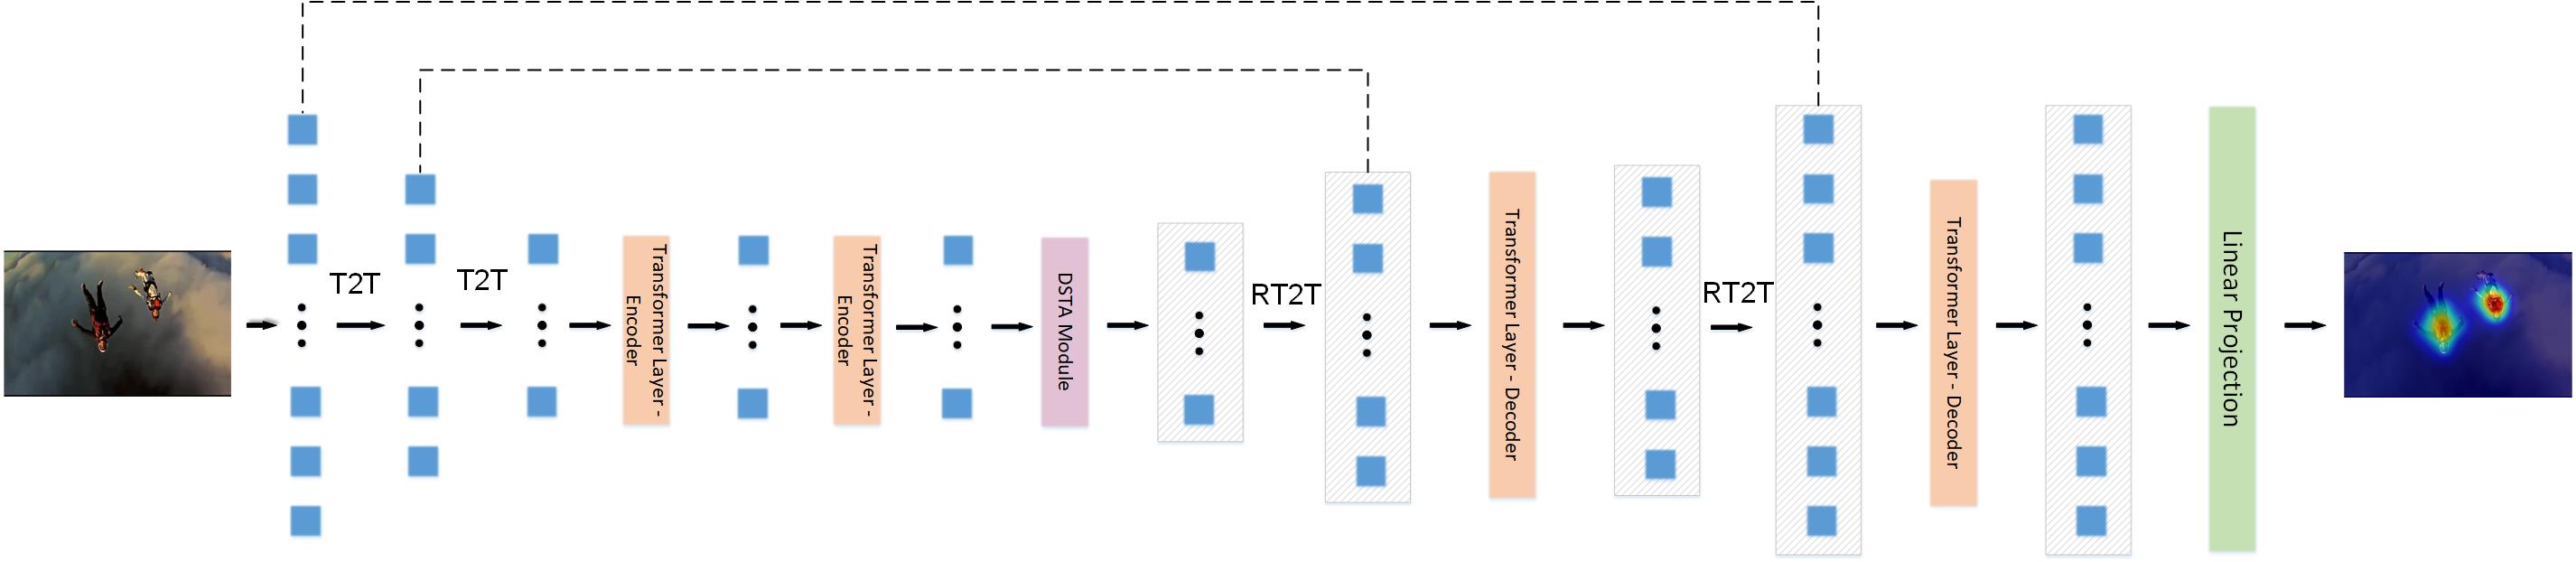 T2T
T2T
Transformer Layer -
Encoder
Transformer Layer -
Encoder
DSTA Module
RT2T
Transformer Layer - Decoder
RT2T
Transformer Layer - Decoder
Linear Projection